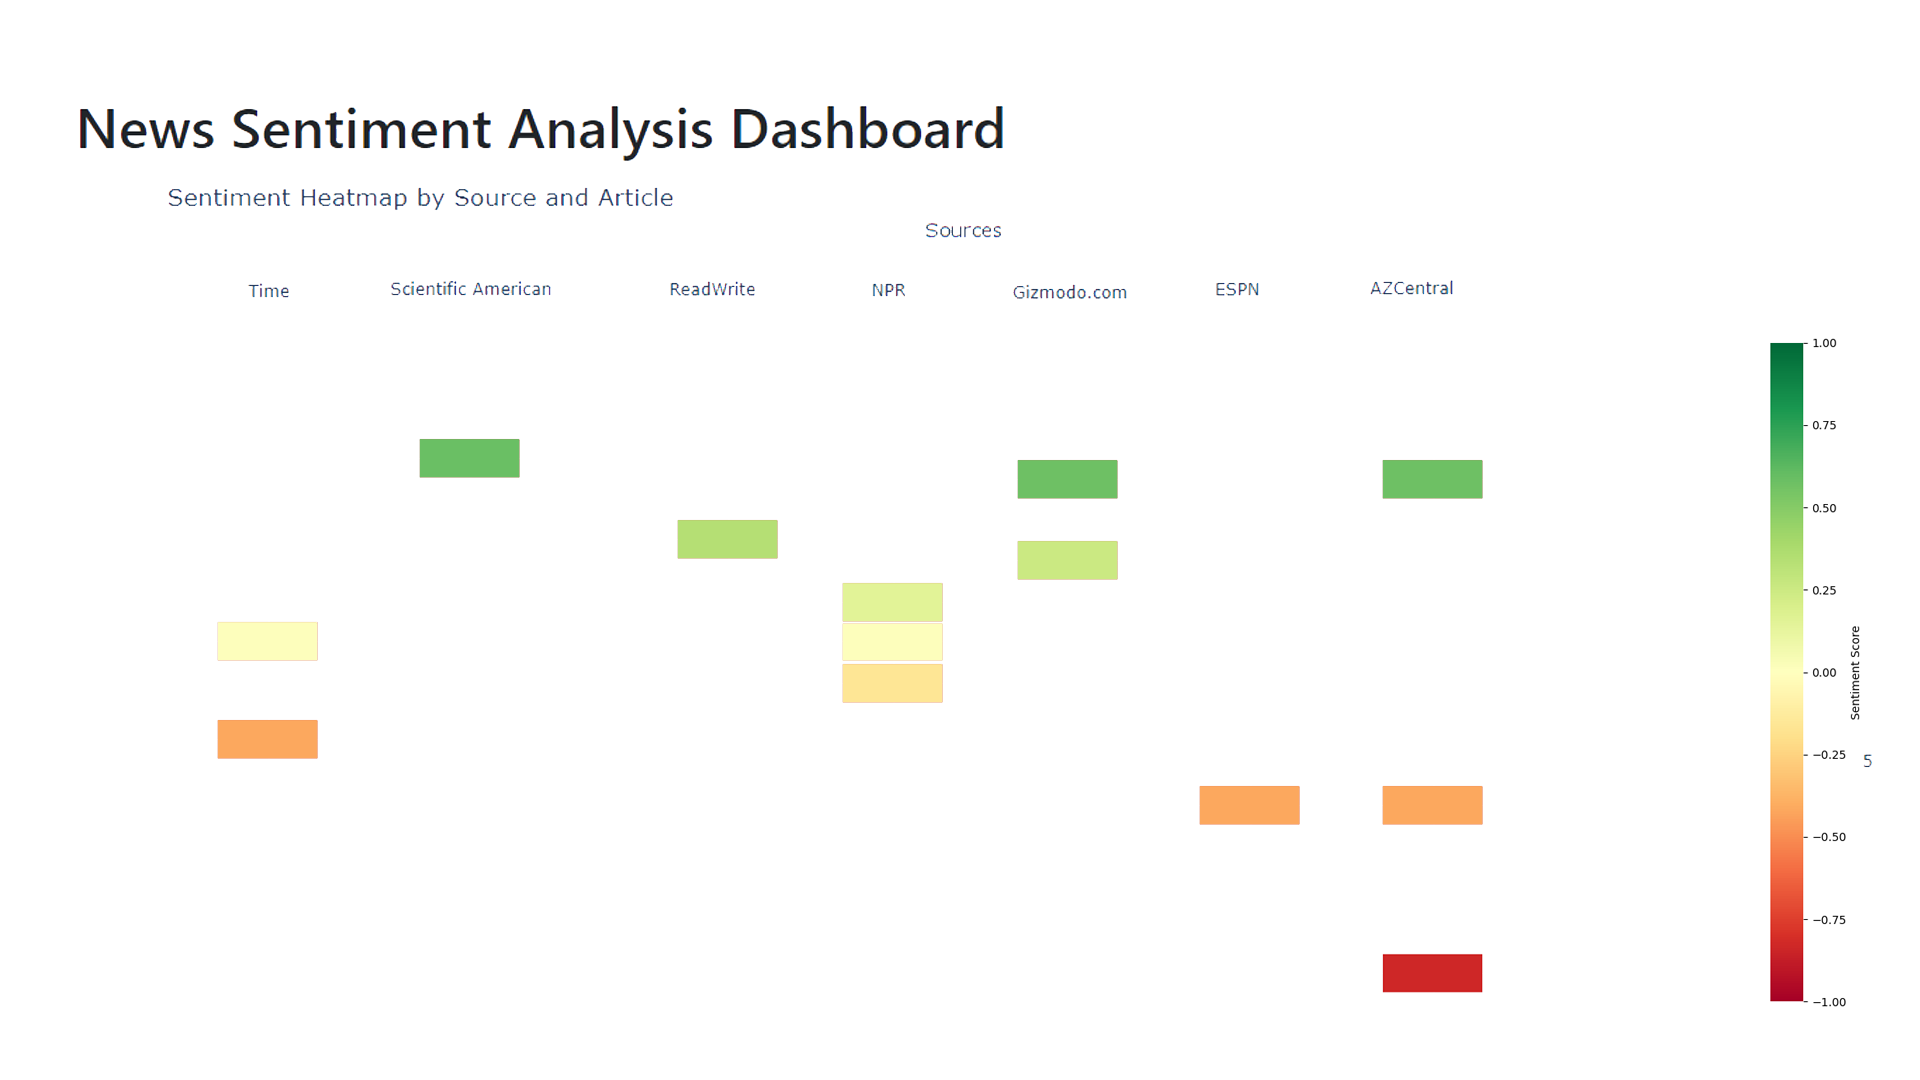 News Sentiment Analysis Dashboard
Sentiment Heatmap by Source and Article
Sources
Time Scientific American ReadWrite NPR Gizmodo.com ESPN AZCentral
1.00
0.75
0.50
0.25
0.00
−0.25
−0.50
−0.75
−1.00
Sentiment Score
5